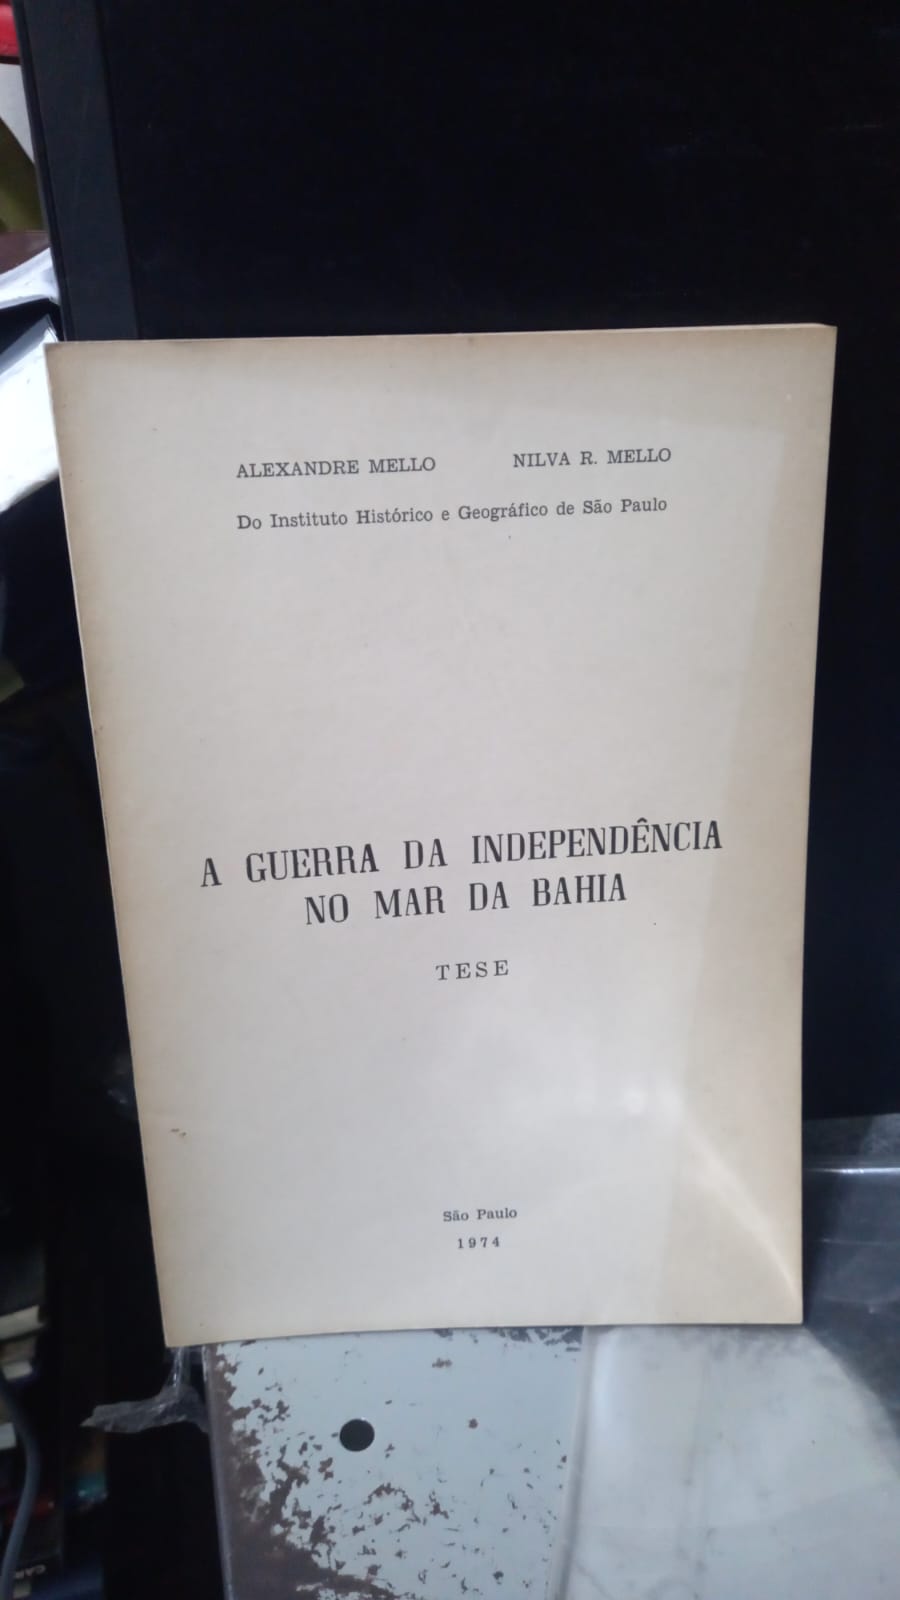 ALEXANDRE MELLO NILVA R. MELLO
Do Instituto Histórico e Geográfico de São Paulo
A GUERRA DA INDEPENDÊNCIA
NO MAR DA BAHIA
TESE
São Paulo
1974